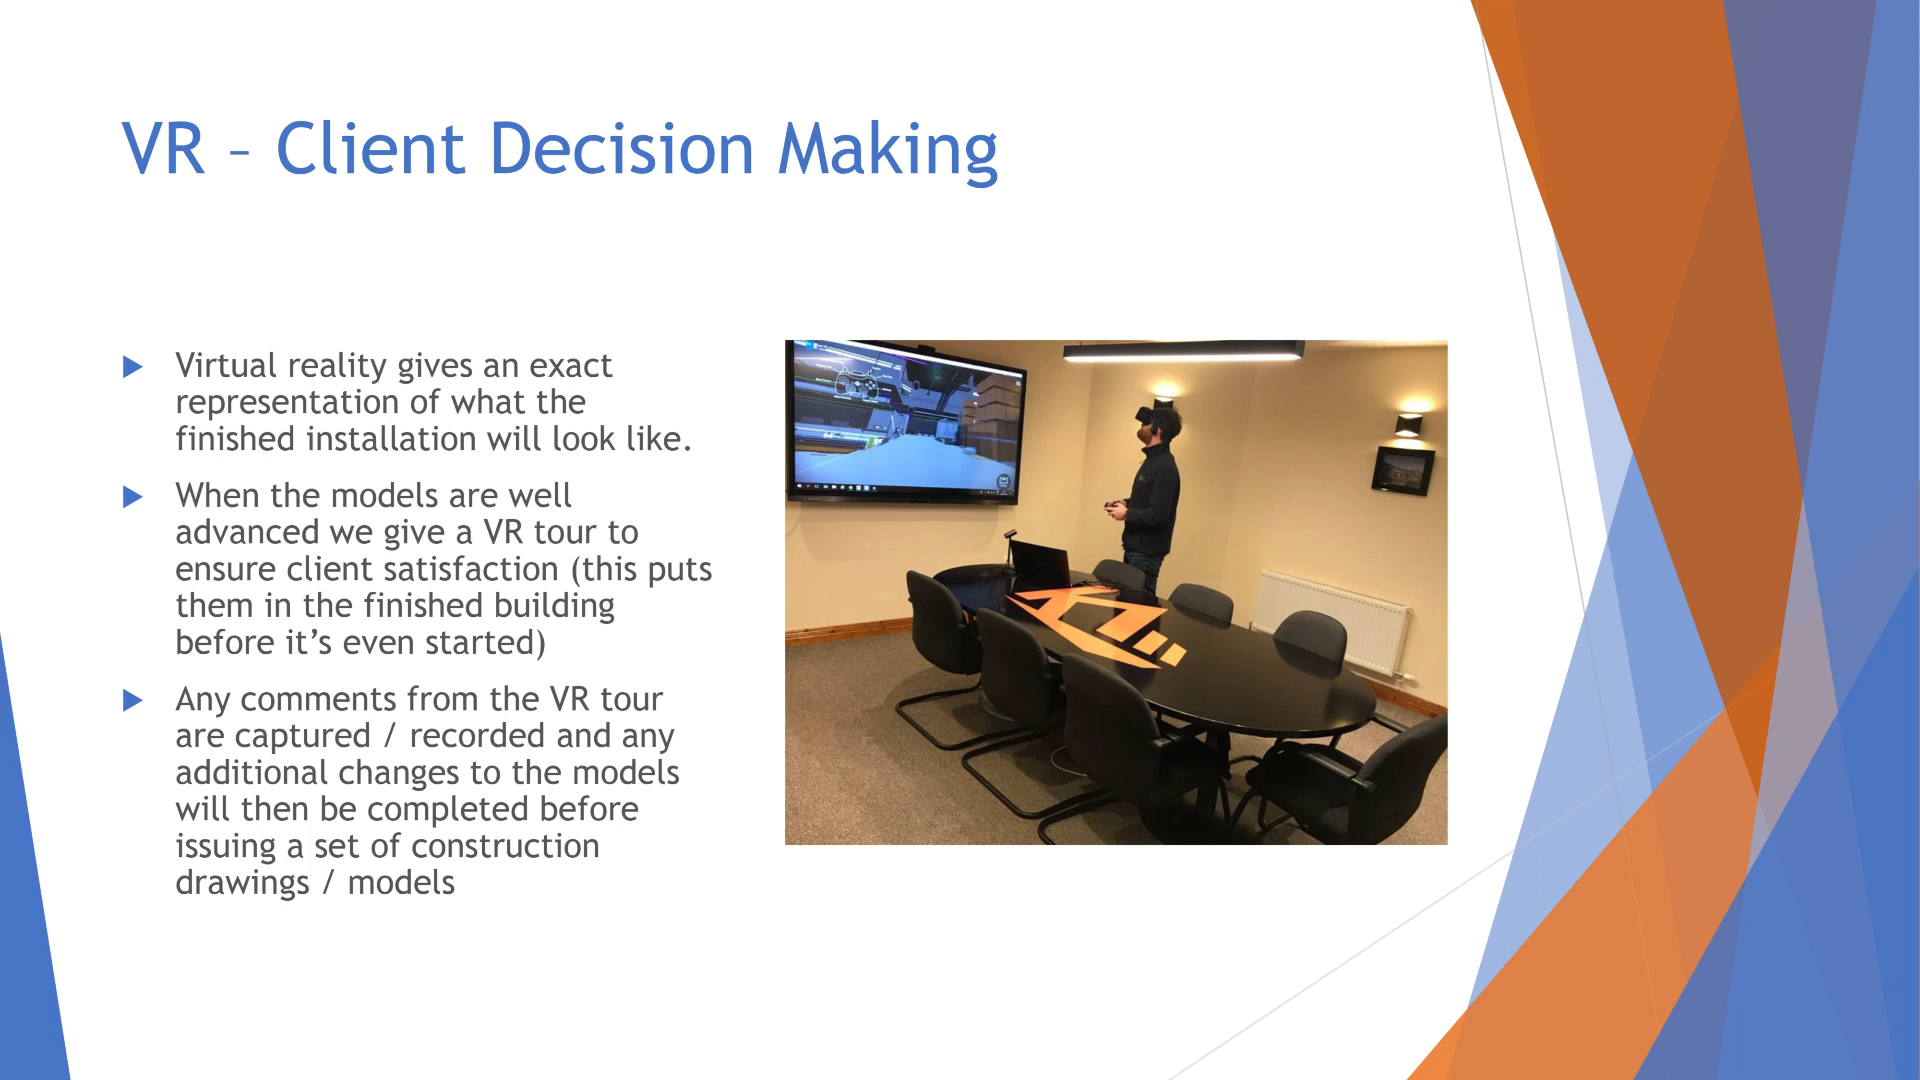 VR – Client Decision Making
Virtual reality gives an exact
representation of what the
finished installation will look like.
When the models are well
advanced we give a VR tour to
ensure client satisfaction (this puts
them in the finished building
before it’s even started)
Any comments from the VR tour
are captured / recorded and any
additional changes to the models
will then be completed before
issuing a set of construction
drawings / models